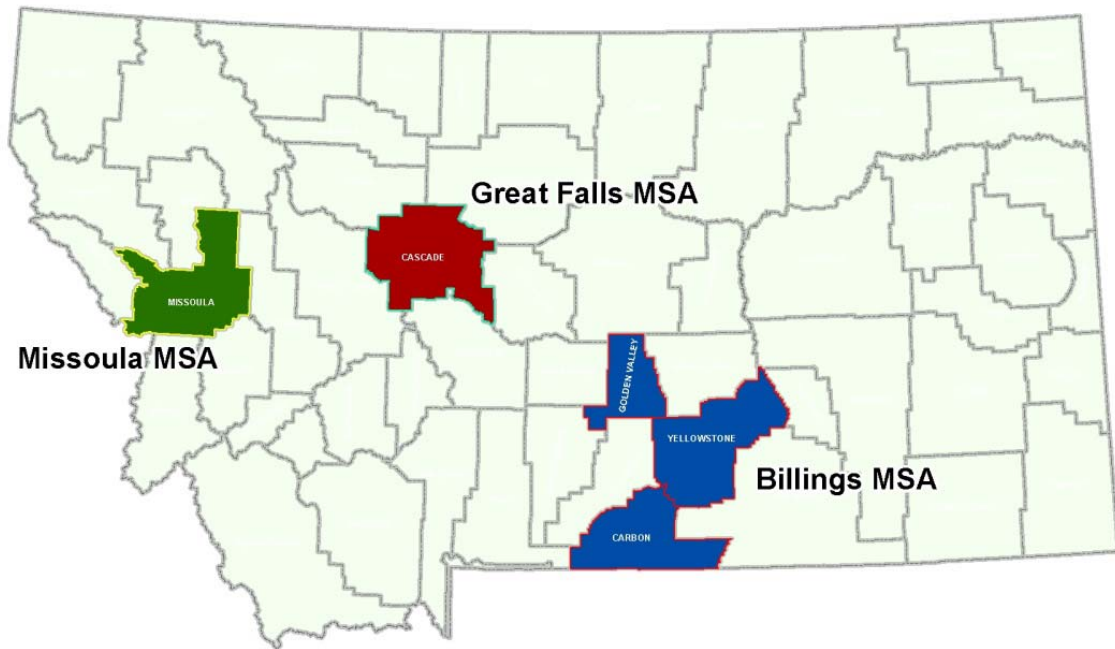 Great Falls MSA
CASCADE
MISSOULA
Missoula MSA
GOLDEN VALLEY
YELLOWSTONE
Billings MSA
CARBON